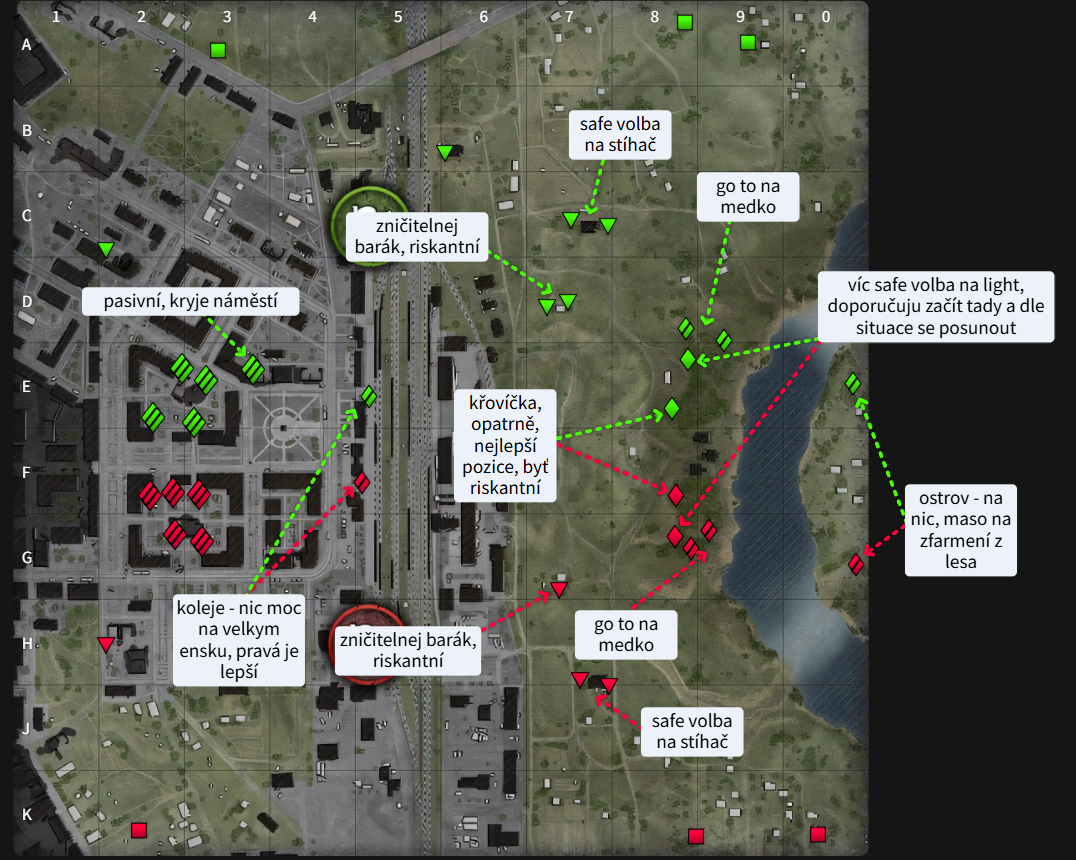 1 2 3 4 5 6 7 8 9 0
A
B
C
D
E
F
G
H
J
K
safe volba
na stíhač
go to na
medko
zničitelnej
barák, riskantní
víc safe volba na light,
doporučuju začít tady a dle
situace se posunout
pasivní, kryje náměstí
křovíčka,
opatrně,
nejlepší
pozice, byť
riskantní
ostrov - na
nic, maso na
zfarmení z
lesa
koleje - nic moc
na velkym
ensku, pravá je
lepší
zničitelnej barák,
riskantní
go to na
medko
safe volba
na stíhač